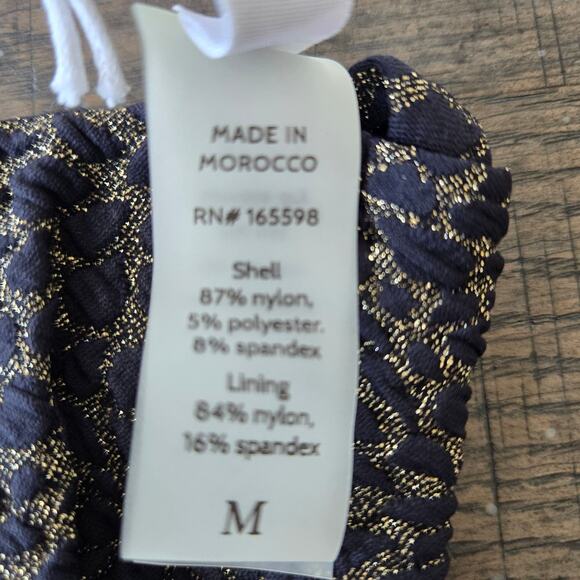 MADE IN
MOROCCO
RN# 165598
Shell
87% nylon,
5% polyester.
8% spandex
Lining
84% nylon,
16% spandex
M